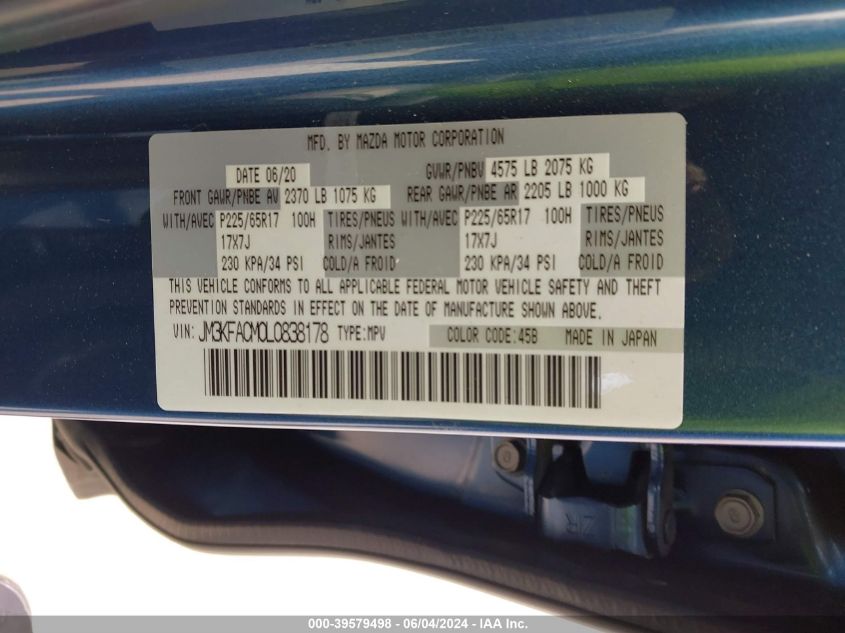 MFD. BY MAZDA MOTOR CORPORATION
DATE 06/20 GVWR/PNBV 4575 LB 2075 KG
FRONT GAWR/PNBE AV 2370 LB 1075 KG REAR GAWR/PNBE AR 2205 LB 1000 KG
WITH/AVEC P225/65R17 100H TIRES/PNEUS WITH/AVEC P225/65R17 100H TIRES/PNEUS
17X7J RIMS/JANTES 17X7J RIMS/JANTES
230 KPA/34 PSI COLD/A FROID 230 KPA/34 PSI COLD/A FROID
THIS VEHICLE CONFORMS TO ALL APPLICABLE FEDERAL MOTOR VEHICLE SAFETY AND THEFT
PREVENTION STANDARDS IN EFFECT ON THE DATE OF MANUFACTURE SHOWN ABOVE.
VIN: JM3KFACM0L0838178 TYPE:MPV COLOR CODE:45B MADE IN JAPAN
ZR
000-39579498 - 06/04/2024 - IAA Inc.